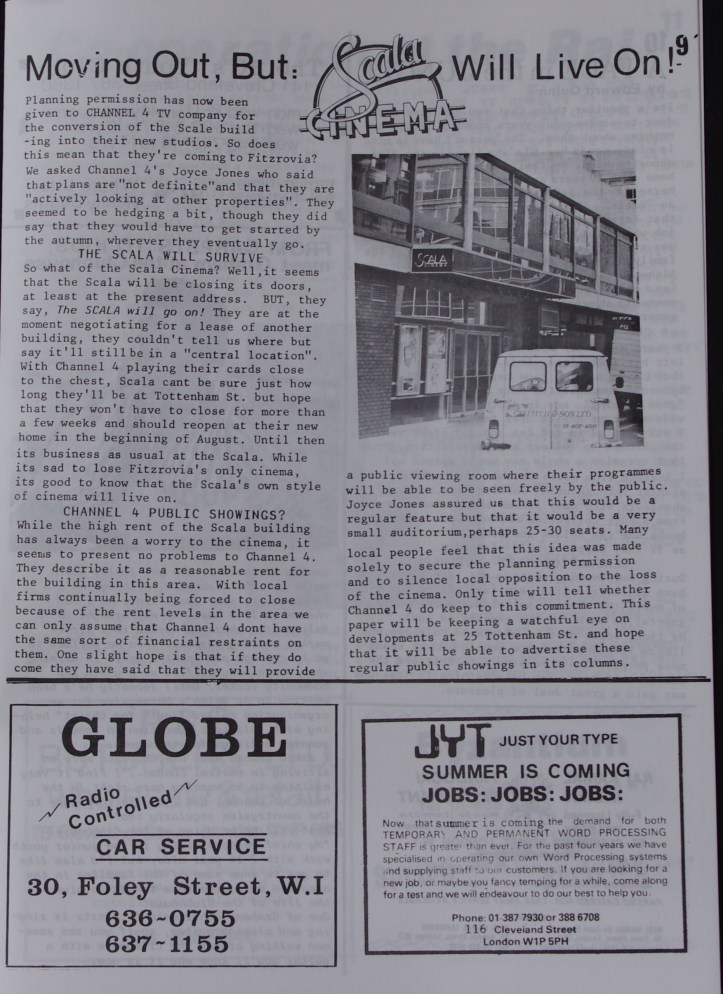 9
Moving Out, But: Scala CINEMA Will Live On!
Planning permission has now been
given to CHANNEL 4 TV company for
the conversion of the Scale build
-ing into their new studios. So does
this mean that they're coming to Fitzrovia?
We asked Channel 4's Joyce Jones who said
that plans are "not definite" and that they are
"actively looking at other properties". They
seemed to be hedging a bit, though they did
say that they would have to get started by
the autumn, wherever they eventually go.
THE SCALA WILL SURVIVE
So what of the Scala Cinema? Well, it seems
that the Scala will be closing its doors,
at least at the present address. BUT, they
say, The SCALA will go on! They are at the
moment negotiating for a lease of another
building, they couldn't tell us where but
say it'll still be in a "central location".
With Channel 4 playing their cards close
to the chest, Scala cant be sure just how
long they'll be at Tottenham St. but hope
that they won't have to close for more than
a few weeks and should reopen at their new
home in the beginning of August. Until then
its business as usual at the Scala. While
its sad to lose Fitzrovia's only cinema,
its good to know that the Scala's own style
of cinema will live on.
CHANNEL 4 PUBLIC SHOWINGS?
While the high rent of the Scala building
has always been a worry to the cinema, it
seems to present no problems to Channel 4.
They describe it as a reasonable rent for
the building in this area. With local
firms continually being forced to close
because of the rent levels in the area we
can only assume that Channel 4 dont have
the same sort of financial restraints on
them. One slight hope is that if they do
come they have said that they will provide
SCALA
a public viewing room where their programmes
will be able to be seen freely by the public.
Joyce Jones assured us that this would be a
regular feature but that it would be a very
small auditorium, perhaps 25-30 seats. Many
local people feel that this idea was made
solely to secure the planning permission
and to silence local opposition to the loss
of the cinema. Only time will tell whether
Channel 4 do keep to this commitment. This
paper will be keeping a watchful eye on
developments at 25 Tottenham St. and hope
that it will be able to advertise these
regular public showings in its columns.
GLOBE
Radio
Controlled
CAR SERVICE
30, Foley Street, W.I
636-0755
637-1155
JYT JUST YOUR TYPE
SUMMER IS COMING
JOBS: JOBS: JOBS:
Now that summer is coming the demand for both
TEMPORARY AND PERMANENT WORD PROCESSING
STAFF is greater than ever. For the past four years we have
specialised in operating our own Word Processing systems
and supplying staff to our customers. If you are looking for a
new job, or maybe you fancy temping for a while, come along
for a test and we will endeavour to do our best to help you.
Phone: 01-387 7930 or 388 6708
116 Cleveland Street
London W1P 5PH